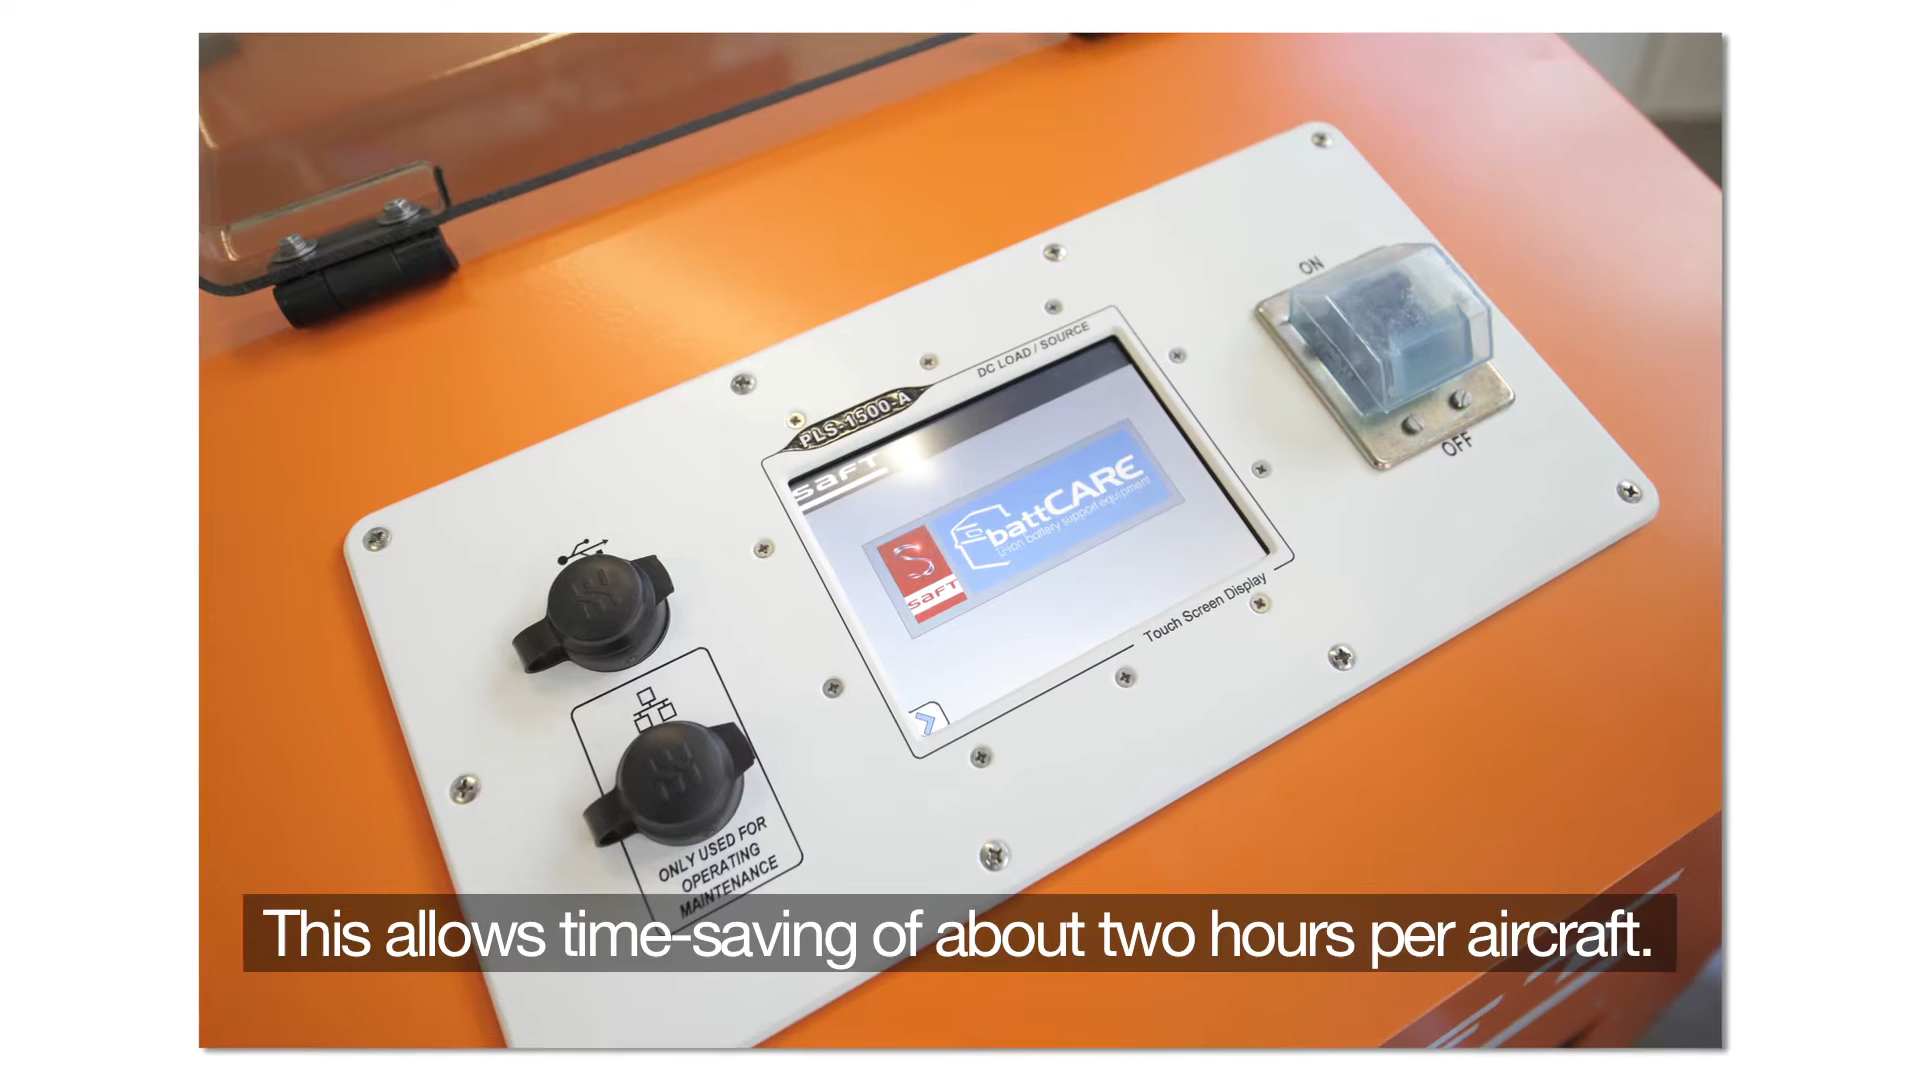 ON
DC LOAD / SOURCE
PLS-1500-A
saft
battCARE
Li-ion battery support equipment
S
saft
OFF
Touch Screen Display
ONLY USED FOR
OPERATING
MAINTENANCE
This allows time-saving of about two hours per aircraft.